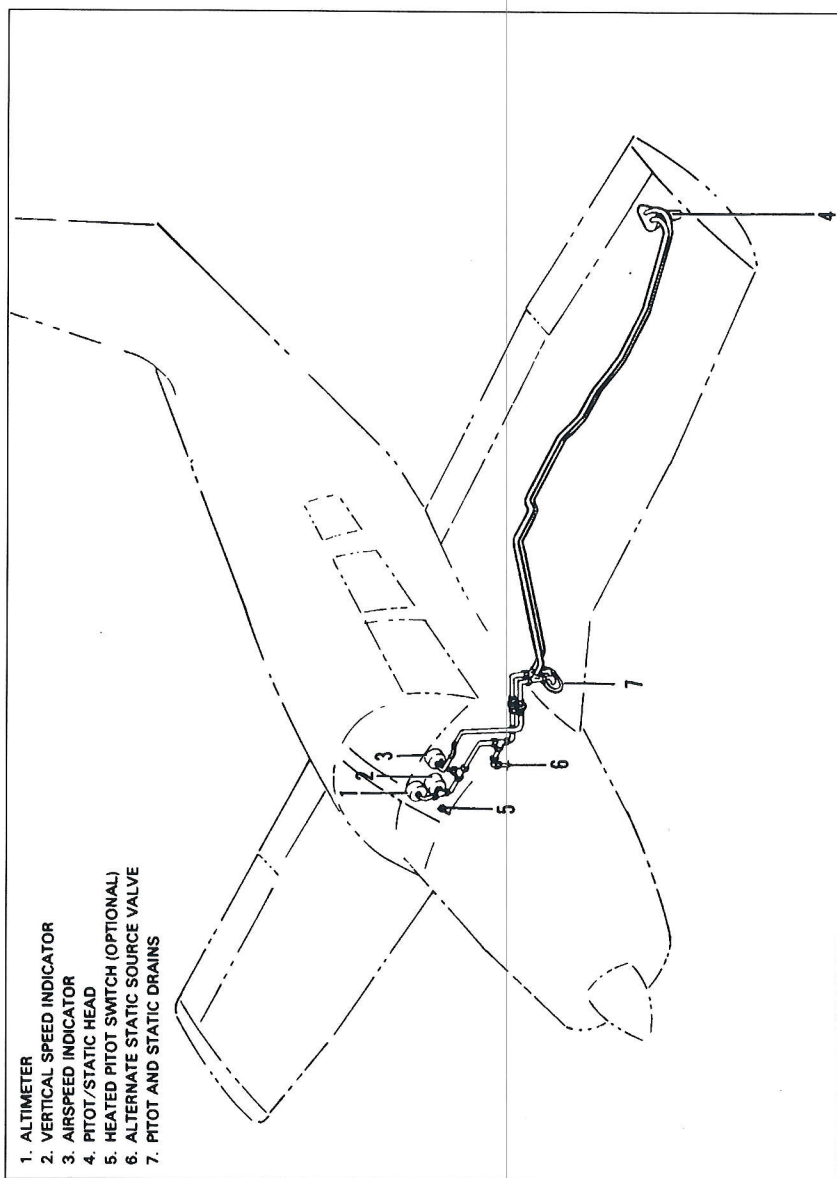 1. ALTIMETER
2. VERTICAL SPEED INDICATOR
3. AIRSPEED INDICATOR
4. PITOT/STATIC HEAD
5. HEATED PITOT SWITCH (OPTIONAL)
6. ALTERNATE STATIC SOURCE VALVE
7. PITOT AND STATIC DRAINS
1
2
3
5
6
7
4